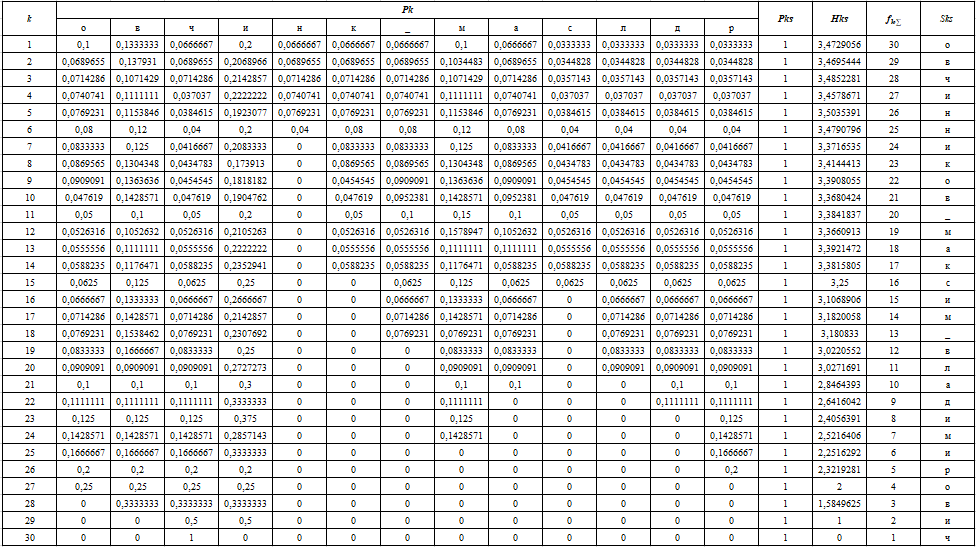 k Pk Pks Hks fk∑ Skz
о в ч и н к _ м а с л д р
1 0,1 0,1333333 0,0666667 0,2 0,0666667 0,0666667 0,0666667 0,1 0,0666667 0,0333333 0,0333333 0,0333333 0,0333333 1 3,4729056 30 о
2 0,0689655 0,137931 0,0689655 0,2068966 0,0689655 0,0689655 0,0689655 0,1034483 0,0689655 0,0344828 0,0344828 0,0344828 0,0344828 1 3,4695444 29 в
3 0,0714286 0,1071429 0,0714286 0,2142857 0,0714286 0,0714286 0,0714286 0,1071429 0,0714286 0,0357143 0,0357143 0,0357143 0,0357143 1 3,4852281 28 ч
4 0,0740741 0,1111111 0,037037 0,2222222 0,0740741 0,0740741 0,0740741 0,1111111 0,0740741 0,037037 0,037037 0,037037 0,037037 1 3,4578671 27 и
5 0,0769231 0,1153846 0,0384615 0,1923077 0,0769231 0,0769231 0,0769231 0,1153846 0,0769231 0,0384615 0,0384615 0,0384615 0,0384615 1 3,5035391 26 н
6 0,08 0,12 0,04 0,2 0,04 0,08 0,08 0,12 0,08 0,04 0,04 0,04 0,04 1 3,4790796 25 н
7 0,0833333 0,125 0,0416667 0,2083333 0 0,0833333 0,0833333 0,125 0,0833333 0,0416667 0,0416667 0,0416667 0,0416667 1 3,3716535 24 и
8 0,0869565 0,1304348 0,0434783 0,173913 0 0,0869565 0,0869565 0,1304348 0,0869565 0,0434783 0,0434783 0,0434783 0,0434783 1 3,4144413 23 к
9 0,0909091 0,1363636 0,0454545 0,1818182 0 0,0454545 0,0909091 0,1363636 0,0909091 0,0454545 0,0454545 0,0454545 0,0454545 1 3,3908055 22 о
10 0,047619 0,1428571 0,047619 0,1904762 0 0,047619 0,0952381 0,1428571 0,0952381 0,047619 0,047619 0,047619 0,047619 1 3,3680424 21 в
11 0,05 0,1 0,05 0,2 0 0,05 0,1 0,15 0,1 0,05 0,05 0,05 0,05 1 3,3841837 20 _
12 0,0526316 0,1052632 0,0526316 0,2105263 0 0,0526316 0,0526316 0,1578947 0,1052632 0,0526316 0,0526316 0,0526316 0,0526316 1 3,3660913 19 м
13 0,0555556 0,1111111 0,0555556 0,2222222 0 0,0555556 0,0555556 0,1111111 0,1111111 0,0555556 0,0555556 0,0555556 0,0555556 1 3,3921472 18 а
14 0,0588235 0,1176471 0,0588235 0,2352941 0 0,0588235 0,0588235 0,1176471 0,0588235 0,0588235 0,0588235 0,0588235 0,0588235 1 3,3815805 17 к
15 0,0625 0,125 0,0625 0,25 0 0 0,0625 0,125 0,0625 0,0625 0,0625 0,0625 0,0625 1 3,25 16 с
16 0,0666667 0,1333333 0,0666667 0,2666667 0 0 0,0666667 0,1333333 0,0666667 0 0,0666667 0,0666667 0,0666667 1 3,1068906 15 и
17 0,0714286 0,1428571 0,0714286 0,2142857 0 0 0,0714286 0,1428571 0,0714286 0 0,0714286 0,0714286 0,0714286 1 3,1820058 14 м
18 0,0769231 0,1538462 0,0769231 0,2307692 0 0 0,0769231 0,0769231 0,0769231 0 0,0769231 0,0769231 0,0769231 1 3,180833 13 _
19 0,0833333 0,1666667 0,0833333 0,25 0 0 0 0,0833333 0,0833333 0 0,0833333 0,0833333 0,0833333 1 3,0220552 12 в
20 0,0909091 0,0909091 0,0909091 0,2727273 0 0 0 0,0909091 0,0909091 0 0,0909091 0,0909091 0,0909091 1 3,0271691 11 л
21 0,1 0,1 0,1 0,3 0 0 0 0,1 0,1 0 0 0,1 0,1 1 2,8464393 10 а
22 0,1111111 0,1111111 0,1111111 0,3333333 0 0 0 0,1111111 0 0 0 0,1111111 0,1111111 1 2,6416042 9 д
23 0,125 0,125 0,125 0,375 0 0 0 0,125 0 0 0 0 0,125 1 2,4056391 8 и
24 0,1428571 0,1428571 0,1428571 0,2857143 0 0 0 0,1428571 0 0 0 0 0,1428571 1 2,5216406 7 м
25 0,1666667 0,1666667 0,1666667 0,3333333 0 0 0 0 0 0 0 0 0,1666667 1 2,2516292 6 и
26 0,2 0,2 0,2 0,2 0 0 0 0 0 0 0 0 0,2 1 2,3219281 5 р
27 0,25 0,25 0,25 0,25 0 0 0 0 0 0 0 0 0 1 2 4 о
28 0 0,3333333 0,3333333 0,3333333 0 0 0 0 0 0 0 0 0 1 1,5849625 3 в
29 0 0 0,5 0,5 0 0 0 0 0 0 0 0 0 1 1 2 и
30 0 0 1 0 0 0 0 0 0 0 0 0 0 1 0 1 ч